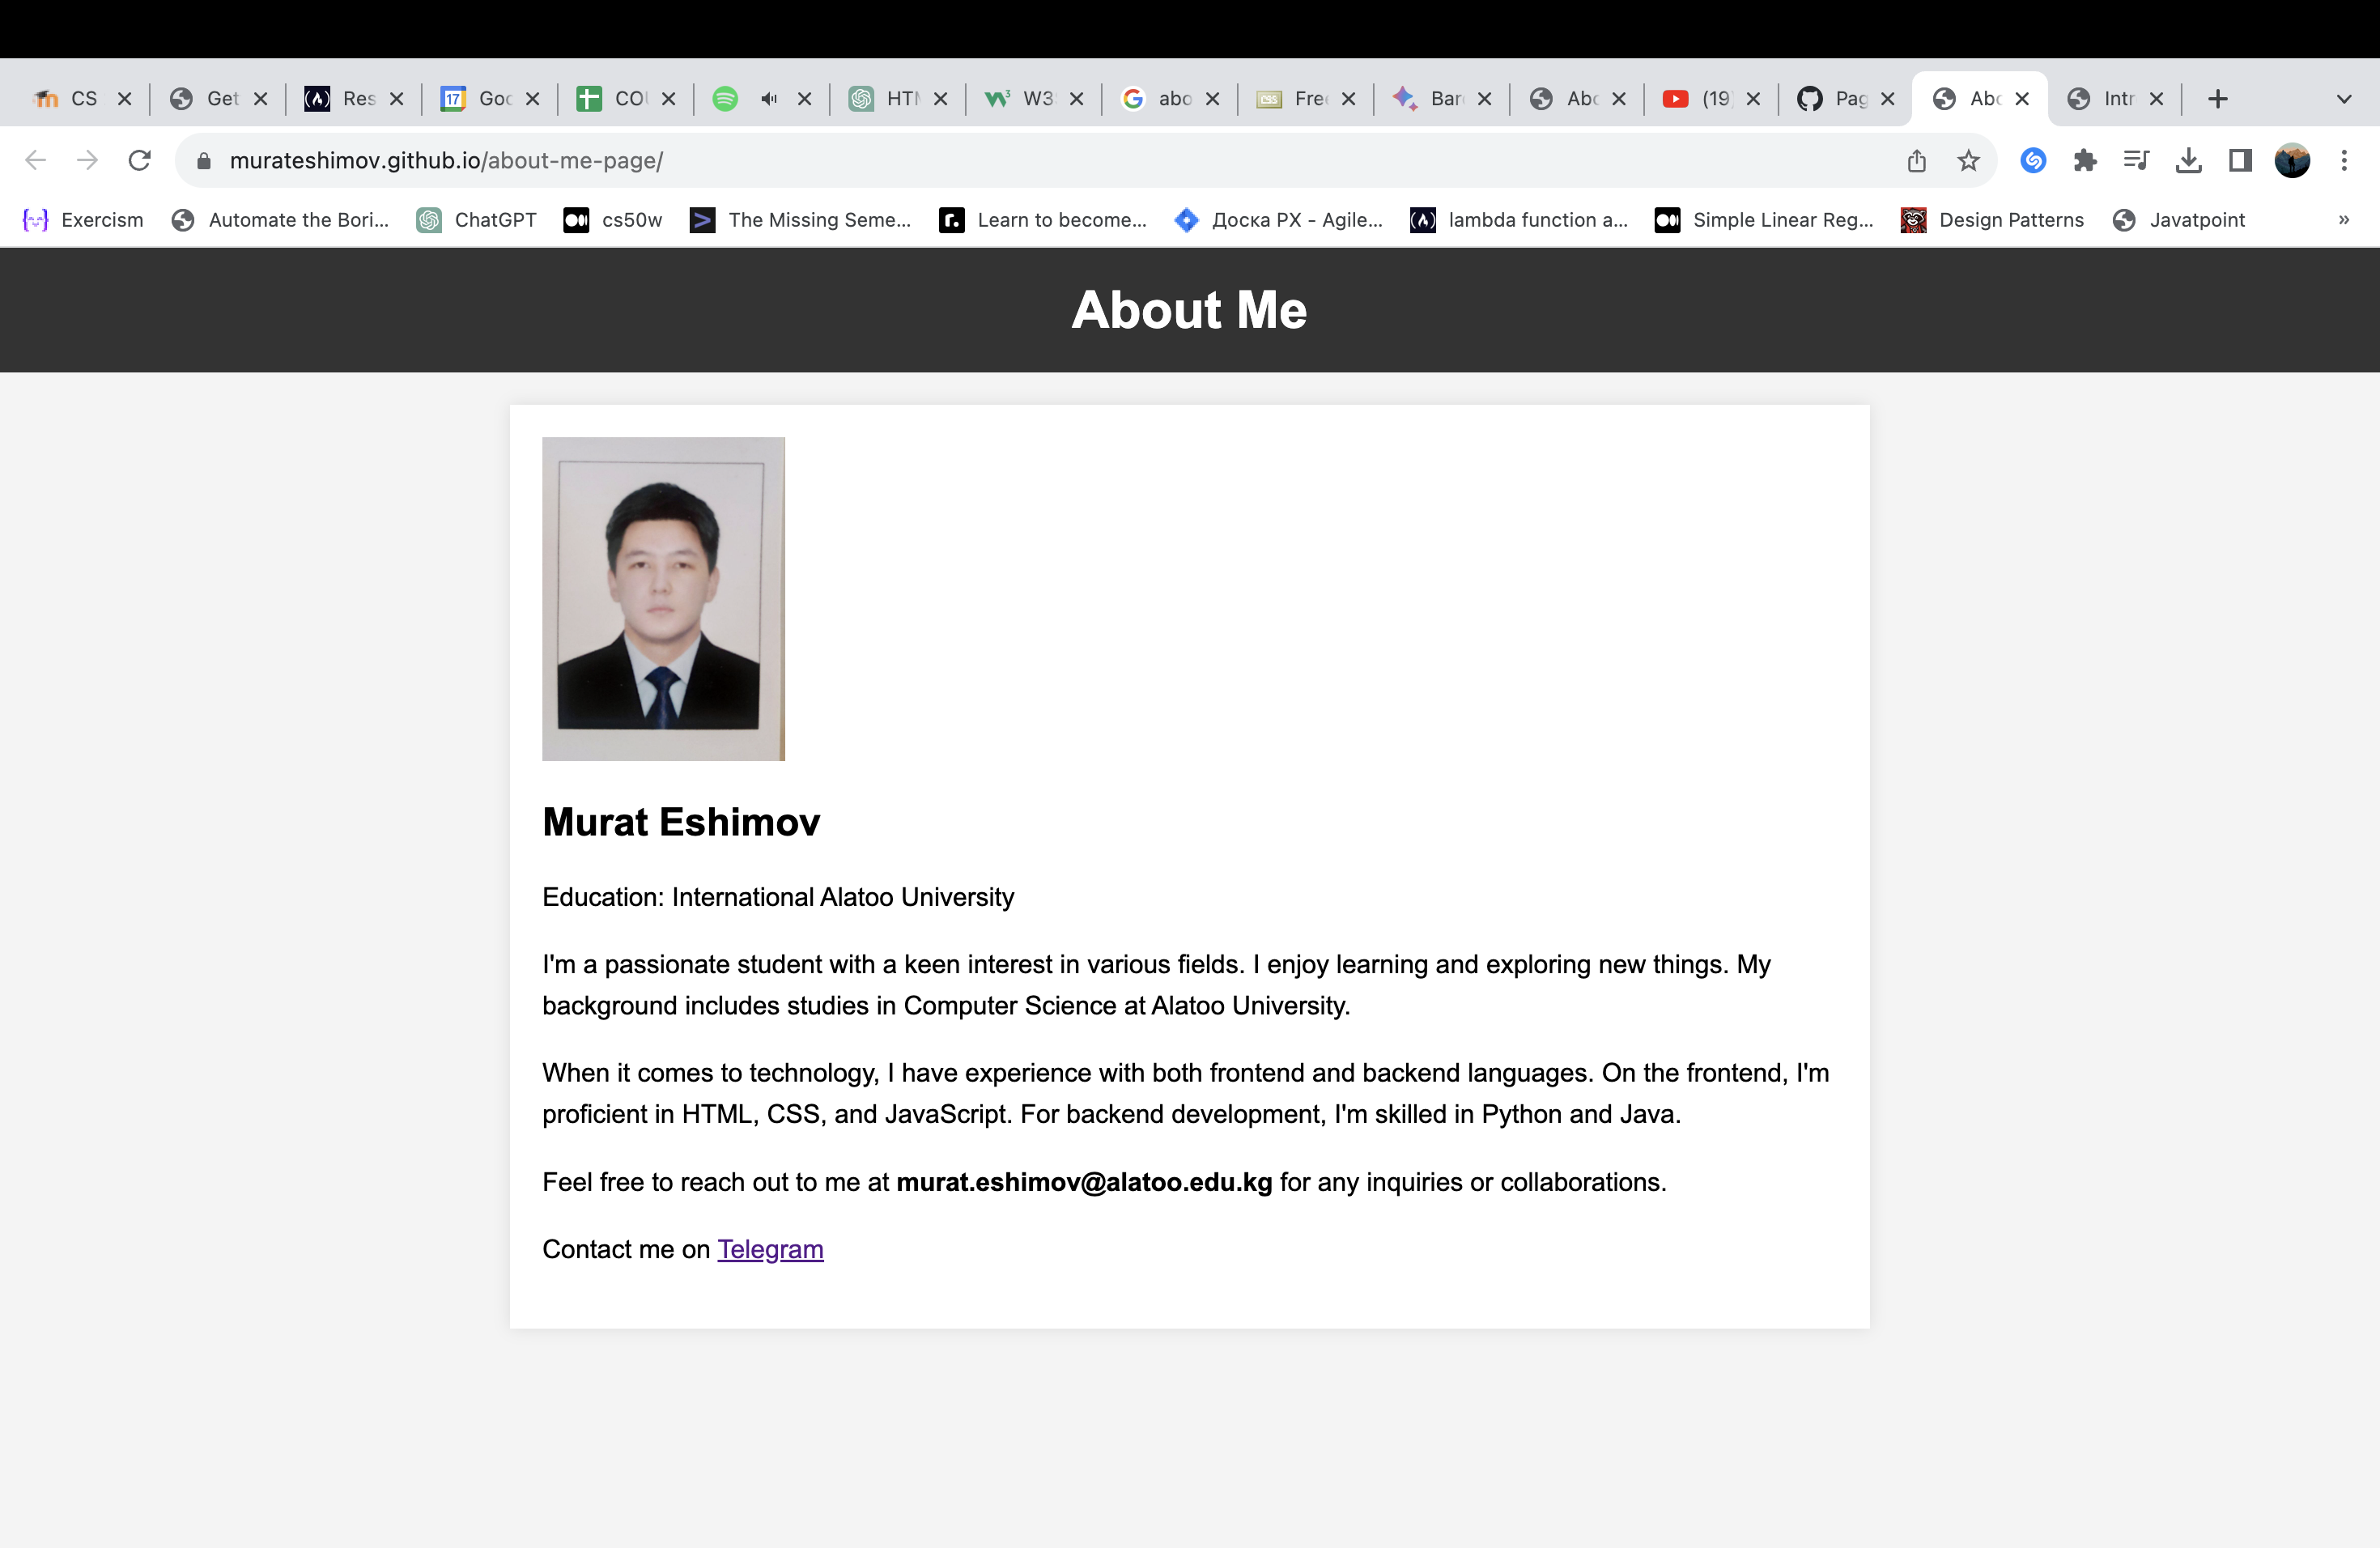 CS
Get
Res
Goo
COU
HTM
W3
abo
Free
Bar
Abo
(19
Pag
Abo
Intr
murateshimov.github.io/about-me-page/
Exercism
Automate the Bori...
ChatGPT
cs50w
The Missing Seme...
Learn to become...
Доска PX - Agile...
lambda function a...
Simple Linear Reg...
Design Patterns
Javatpoint
»
About Me
Murat Eshimov
Education: International Alatoo University
I'm a passionate student with a keen interest in various fields. I enjoy learning and exploring new things. My
background includes studies in Computer Science at Alatoo University.
When it comes to technology, I have experience with both frontend and backend languages. On the frontend, I'm
proficient in HTML, CSS, and JavaScript. For backend development, I'm skilled in Python and Java.
Feel free to reach out to me at murat.eshimov@alatoo.edu.kg for any inquiries or collaborations.
Contact me on Telegram